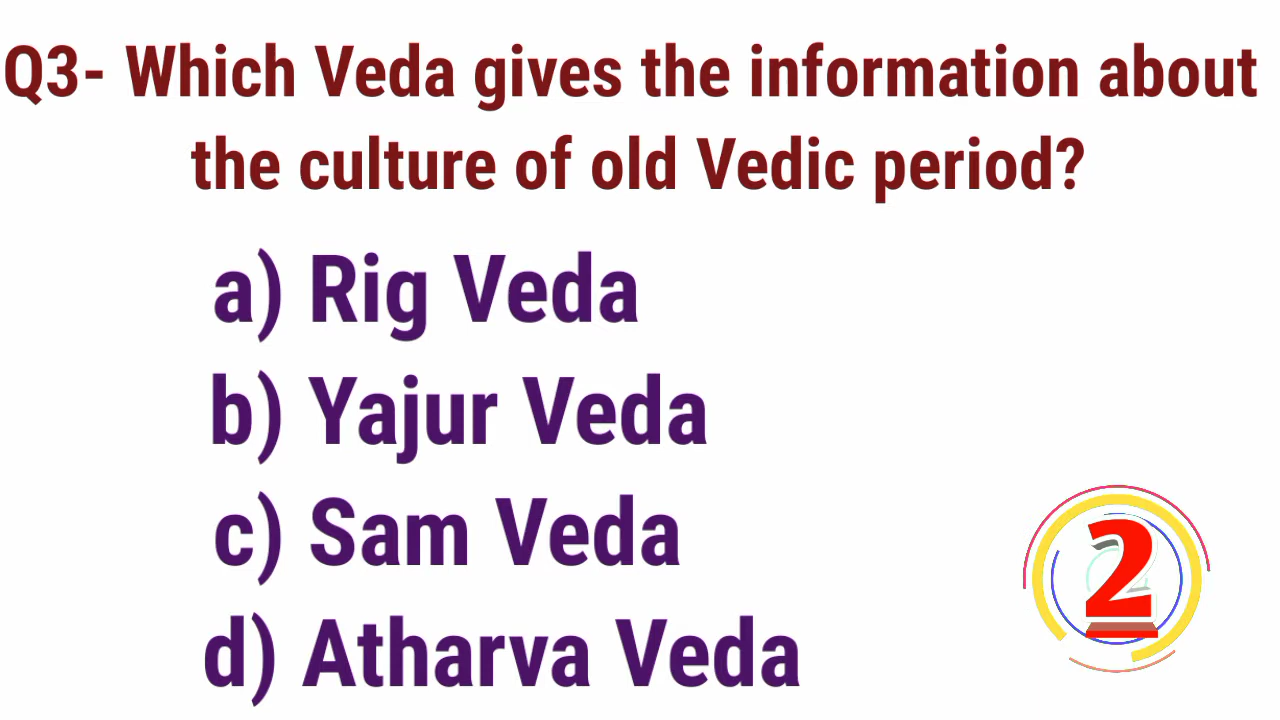 Q3- Which Veda gives the information about
the culture of old Vedic period?
a) Rig Veda
b) Yajur Veda
c) Sam Veda
d) Atharva Veda
2